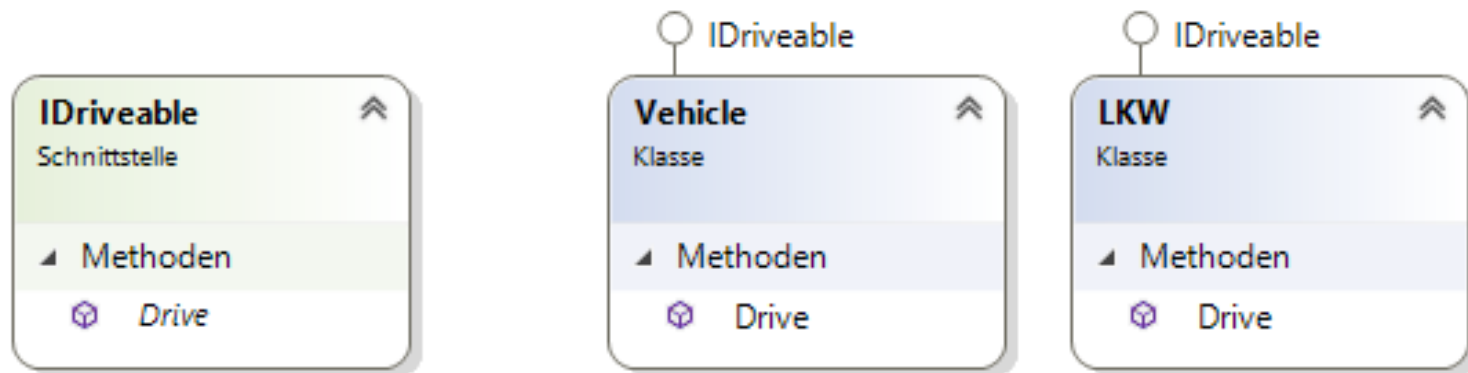 IDriveable
Schnittstelle
Methoden
Drive
IDriveable
Vehicle
Klasse
Methoden
Drive
IDriveable
LKW
Klasse
Methoden
Drive